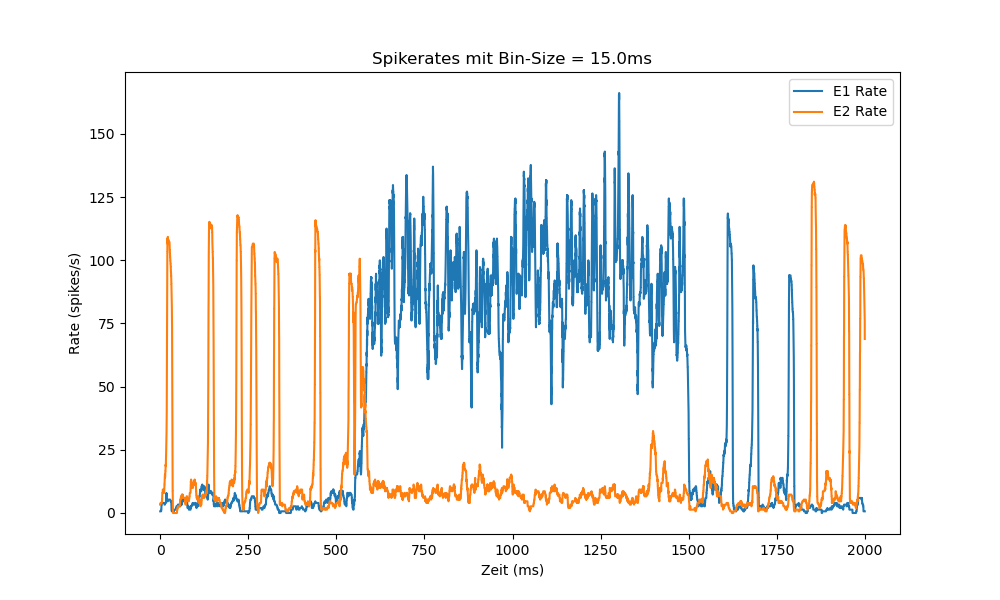 Spikerates mit Bin-Size = 15.0ms
E1 Rate
E2 Rate
Rate (spikes/s)
150
125
100
75
50
25
0
0 250 500 750 1000 1250 1500 1750 2000
Zeit (ms)